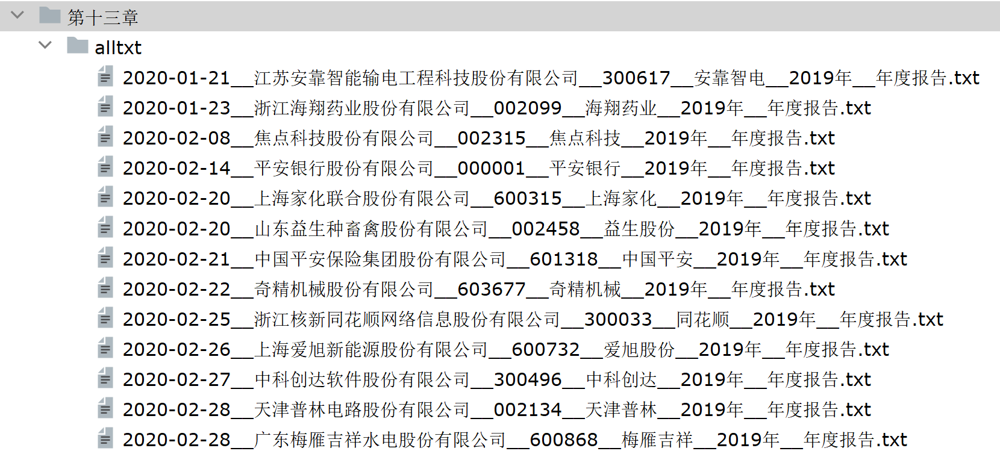 第十三章
alltxt
2020-01-21__江苏安靠智能输电工程科技股份有限公司__300617__安靠智电__2019年__年度报告.txt
2020-01-23__浙江海翔药业股份有限公司__002099__海翔药业__2019年__年度报告.txt
2020-02-08__焦点科技股份有限公司__002315__焦点科技__2019年__年度报告.txt
2020-02-14__平安银行股份有限公司__000001__平安银行__2019年__年度报告.txt
2020-02-20__上海家化联合股份有限公司__600315__上海家化__2019年__年度报告.txt
2020-02-20__山东益生种畜禽股份有限公司__002458__益生股份__2019年__年度报告.txt
2020-02-21__中国平安保险集团股份有限公司__601318__中国平安__2019年__年度报告.txt
2020-02-22__奇精机械股份有限公司__603677__奇精机械__2019年__年度报告.txt
2020-02-25__浙江核新同花顺网络信息股份有限公司__300033__同花顺__2019年__年度报告.txt
2020-02-26__上海爱旭新能源股份有限公司__600732__爱旭股份__2019年__年度报告.txt
2020-02-27__中科创达软件股份有限公司__300496__中科创达__2019年__年度报告.txt
2020-02-28__天津普林电路股份有限公司__002134__天津普林__2019年__年度报告.txt
2020-02-28__广东梅雁吉祥水电股份有限公司__600868__梅雁吉祥__2019年__年度报告.txt